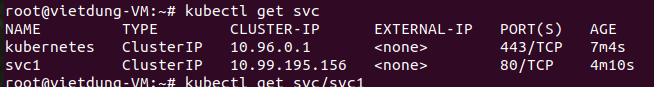 root@vietdung-VM:~# kubectl get svc
NAME TYPE CLUSTER-IP EXTERNAL-IP PORT(S) AGE
kubernetes ClusterIP 10.96.0.1 <none> 443/TCP 7m4s
svc1 ClusterIP 10.99.195.156 <none> 80/TCP 4m10s
root@vietdung-VM:~# kubectl get svc/svc1